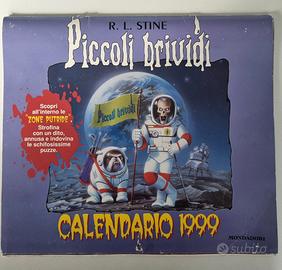 R. L. STINE
Piccoli brividi
Scopri
all'interno le
ZONE PUTRIDE.
Strofina
con un dito,
annusa e indovina
le schifosissime
puzze.
Piccoli brividi
CALENDARIO 1999
MONDADORI
subito